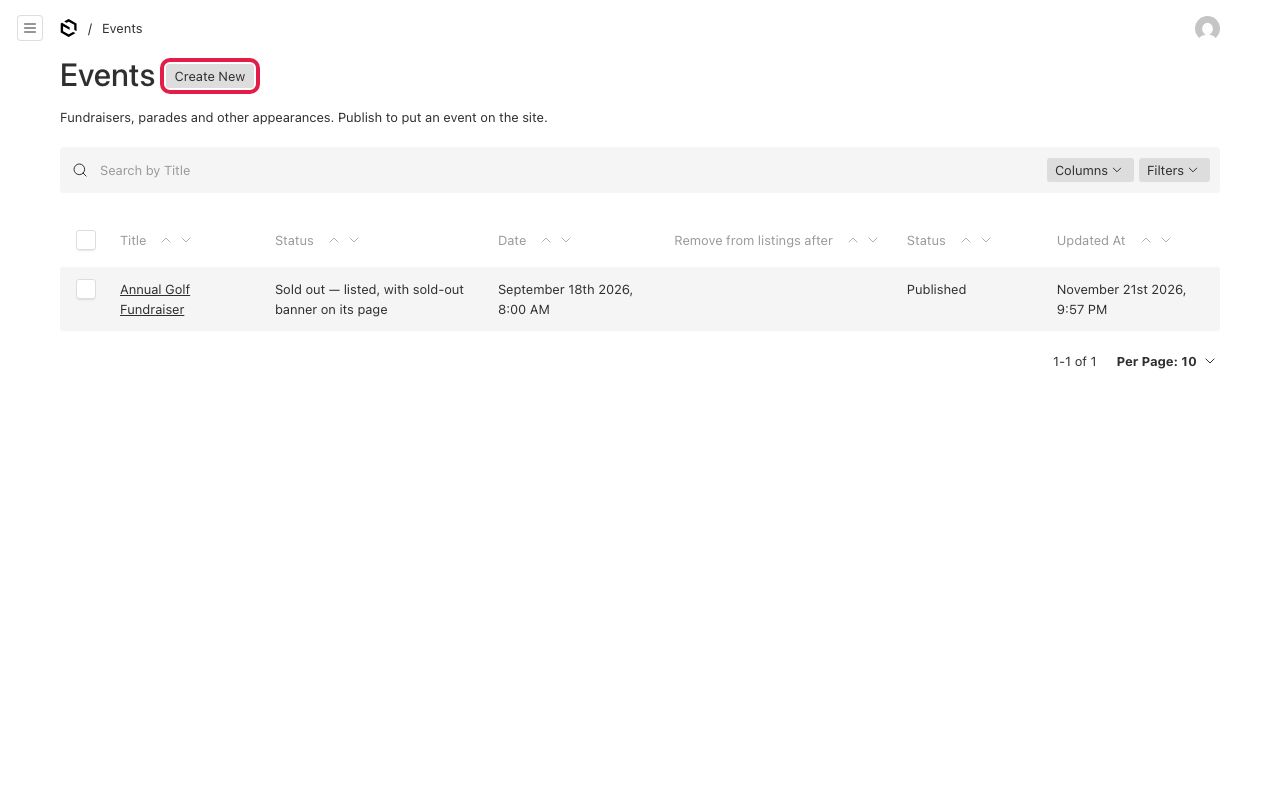 / Events
Events Create New
Fundraisers, parades and other appearances. Publish to put an event on the site.
Search by Title Columns Filters
Title Status Date Remove from listings after Status Updated At
Annual Golf Sold out — listed, with sold-out September 18th 2026, Published November 21st 2026,
Fundraiser banner on its page 8:00 AM 9:57 PM
1-1 of 1 Per Page: 10